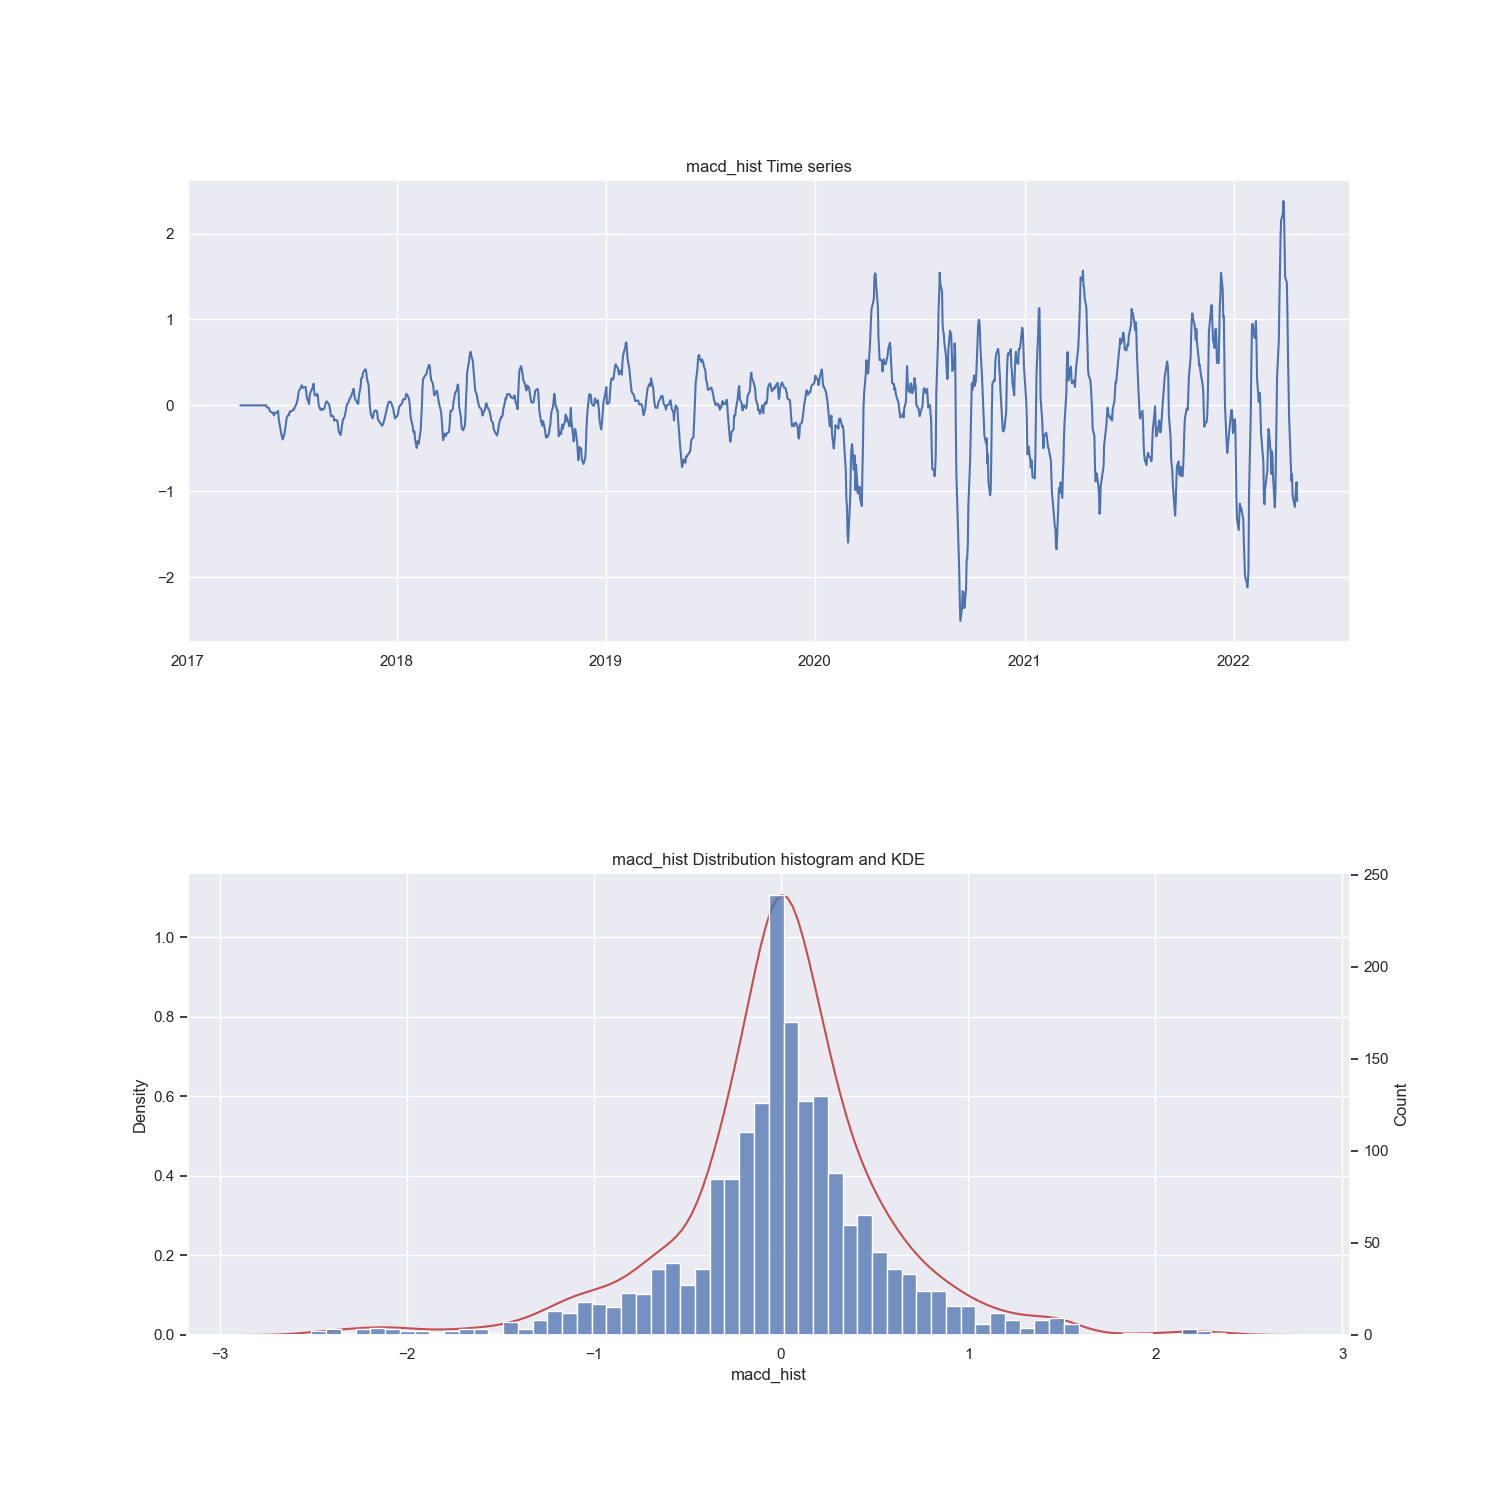 macd_hist Time series
2
1
0
−1
−2
2017 2018 2019 2020 2021 2022
macd_hist Distribution histogram and KDE
Density
1.0
0.8
0.6
0.4
0.2
0.0
250
200
150
100
50
0
Count
−3 −2 −1 0 1 2 3
macd_hist